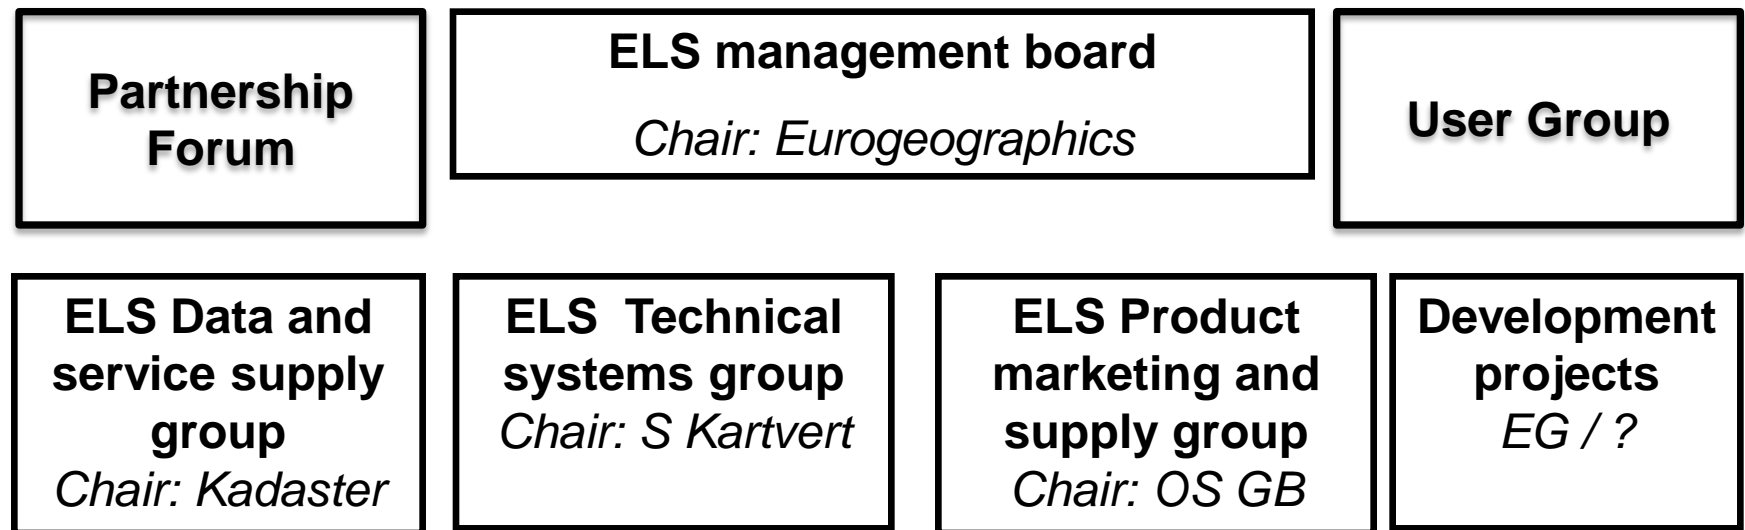 Partnership
Forum
ELS management board
Chair: Eurogeographics
User Group
ELS Data and
service supply
group
Chair: Kadaster
ELS Technical
systems group
Chair: S Kartvert
ELS Product
marketing and
supply group
Chair: OS GB
Development
projects
EG / ?